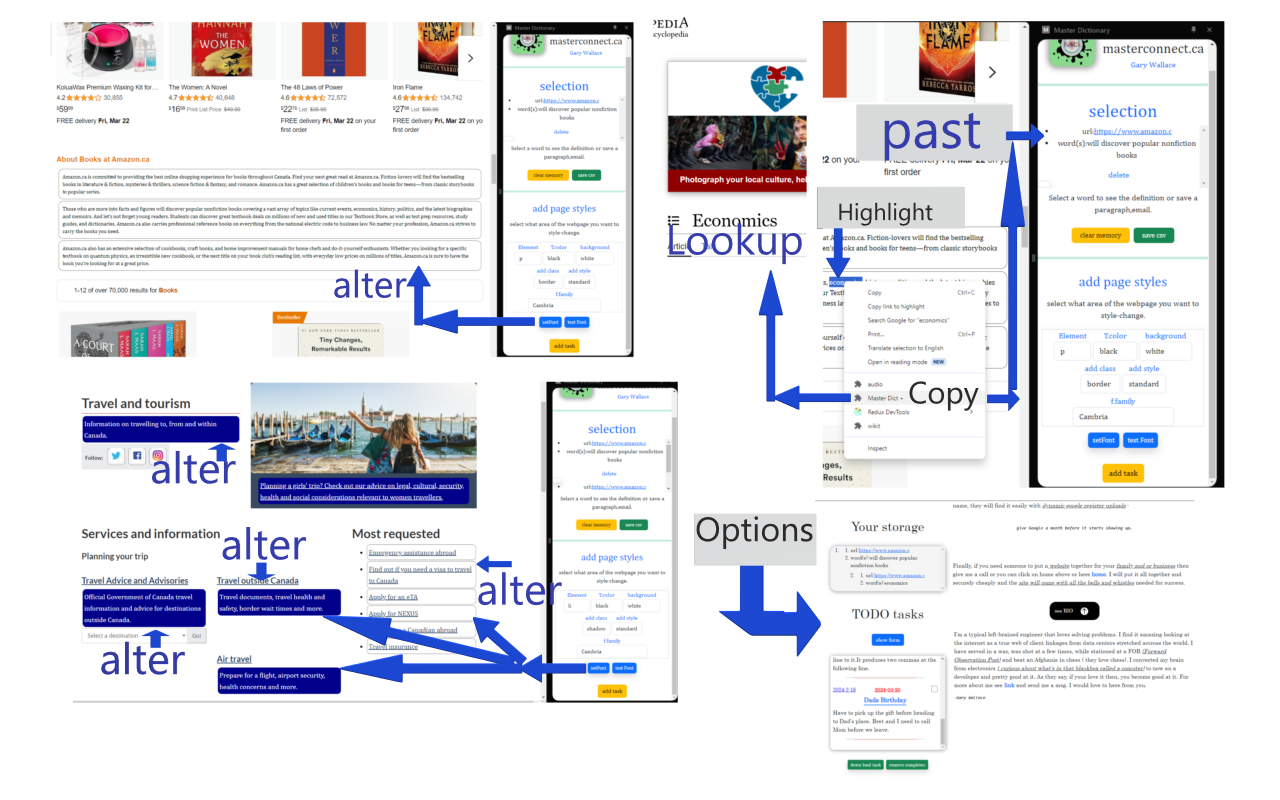 KoluaWax Premium Waxing Kit for...
4.2 30,855
$59⁹⁹
FREE delivery Fri, Mar 22
THE WOMEN
The Women: A Novel
4.7 40,648
$16⁹⁹ Print List Price: $40.99
FREE delivery Fri, Mar 22
The 48 Laws of Power
4.6 72,572
FREE delivery Fri, Mar 22 on your
first order
FLAME
Iron Flame
4.6 134,742
FREE delivery Fri, Mar 22 on yo
first order
About Books at Amazon.ca
Amazon.ca is committed to providing the best online shopping experience for books throughout Canada. Find your next great read at Amazon.ca. Fiction-lovers will find the bestselling
books in literature & fiction, mysteries & thrillers, science fiction & fantasy, and romance. Amazon.ca has a great selection of children's books and books for teens—from classic storybooks
to popular series.
Those who are more into facts and figures will discover popular nonfiction books covering a vast array of topics like current events, economics, history, politics, and the latest biographies
and memoirs. And let's not forget young readers. Students can discover great textbook deals on millions of new and used titles in our Textbook Store, as well as test prep resources, study
guides, and dictionaries. Amazon.ca also carries professional reference books on everything from the national electric code to business law. No matter your profession, Amazon.ca strives to
carry the books you need.
Amazon.ca also has an extensive selection of cookbooks, craft books, and home improvement manuals for home chefs and do-it-yourself enthusiasts. Whether you looking for a specific
textbook on quantum physics, an irresistible new cookbook, or the next title on your book club's reading list, with everyday low prices on millions of titles, Amazon.ca is sure to have the
book you're looking for at a great price.
1-12 of over 70,000 results for Books
alter
A COURT
Bestseller
Tiny Changes,
Remarkable Results
Master Dictionary
masterconnect.ca
Gary Wallace
selection
url:https://www.amazon.c
word(s):will discover popular nonfiction
books
delete
Select a word to see the definition or save a
paragraph,email.
clear memory save csv
add page styles
select what area of the webpage you want to
style-change.
Element T.color background
p black white
add class add style
border standard
f.family
Cambria
setFont test Font
add task
PEDIA
cyclopedia
Photograph your local culture, hel
Economics
Lookup
FLAME
REBECCA YARROS
past
2 on your FREE delivery Fri, Mar 22 on yo
first order
Highlight
at Amazon.ca. Fiction-lovers will find the bestselling
en's books and books for teens—from classic storybooks
Copy Ctrl+C
Copy link to highlight
Search Google for "economics"
Print... Ctrl+P
Translate selection to English
Open in reading mode NEW
audio
Master Dict +
Redux DevTools
wikit
Inspect
Copy
Results
Master Dictionary
masterconnect.ca
Gary Wallace
selection
url:https://www.amazon.c
word(s):will discover popular nonfiction
books
delete
Select a word to see the definition or save a
paragraph,email.
clear memory save csv
add page styles
select what area of the webpage you want to
style-change.
Element T.color background
p black white
add class add style
border standard
f.family
Cambria
setFont test Font
add task
Travel and tourism
Information on travelling to, from and within
Canada.
Follow:
alter
Planning a girls' trip? Check out our advice on legal, cultural, security,
health and social considerations relevant to women travellers.
Services and information
Planning your trip
alter
Travel Advice and Advisories
Official Government of Canada travel
information and advice for destinations
outside Canada.
Select a destination Go!
alter
Travel outside Canada
Travel documents, travel health and
safety, border wait times and more.
Air travel
Prepare for a flight, airport security,
health concerns and more.
Most requested
Emergency assistance abroad
Find out if you need a visa to travel
to Canada
Apply for an eTA
Apply for NEXUS
a Canadian abroad
Travel insurance
alter
Gary Wallace
selection
url:https://www.amazon.c
word(s):will discover popular nonfiction
books
delete
url:https://www.amazon.c
Select a word to see the definition or save a
paragraph,email.
clear memory save csv
add page styles
select what area of the webpage you want to
style-change.
Element T.color background
li black white
add class add style
shadow standard
f.family
Cambria
setFont test Font
add task
Options
name, they will find it easily with dynamic google register uploads
give Google a month before it starts showing up.
Your storage
1. 1. url:https://www.amazon.c
2. word(s):will discover popular
nonfiction books
2. 1. url:https://www.amazon.c
2. word(s):economics
TODO tasks
show form
line to it.It produces two commas at the
following line.
2024-2-16 2024-03-20
Dads Birthday
Have to pick up the gift before heading
to Dad's place. Bret and I need to call
Mom before we leave.
down load task remove completes
Finally, if you need someone to put a website together for your family and or business then
give me a call or you can click on home above or here home. I will put it all together and
securely cheaply and the site will come with all the bells and whistles needed for success.
see BIO
I'm a typical left-brained engineer that loves solving problems. I find it amazing looking at
the internet as a true web of client linkages from data centers stretched across the world. I
have served in a war, was shot at a few times, while stationed at a FOB (Forward
Observation Post) and beat an Afghanis in chess ( they love chess). I converted my brain
from electronics ( curious about what's in that blackbox called a computer) to now as a
developer and pretty good at it. As they say, if your love it then, you become good at it. For
more about me see link and send me a msg. I would love to here from you.
-Gary Wallace